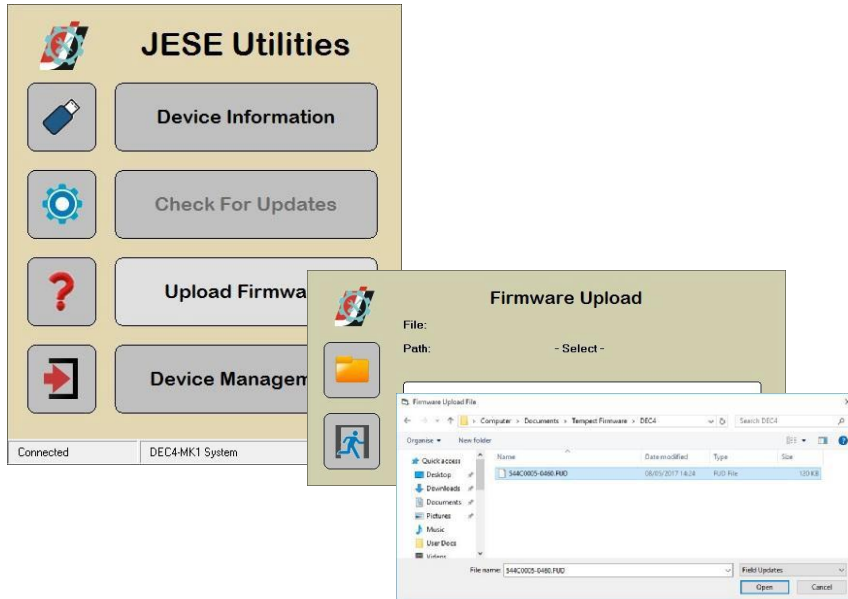 JESE Utilities
Device Information
Check For Updates
Upload Firmwa
Device Managem
Connected
DEC4-MK1 System
Firmware Upload
File:
Path:
- Select -
Firmware Upload File
Computer > Documents > Tempest Firmware > DEC4
Search DEC4
Organise
New folder
Name
Date modified
Type
Size
Quick access
Desktop
Downloads
Documents
Pictures
Music
User Docs
Videos
544C0005-0460.FUD
08/05/2017 14:24
FUD File
120 KB
File name:
544C0005-0460.FUD
Field Updates
Open
Cancel